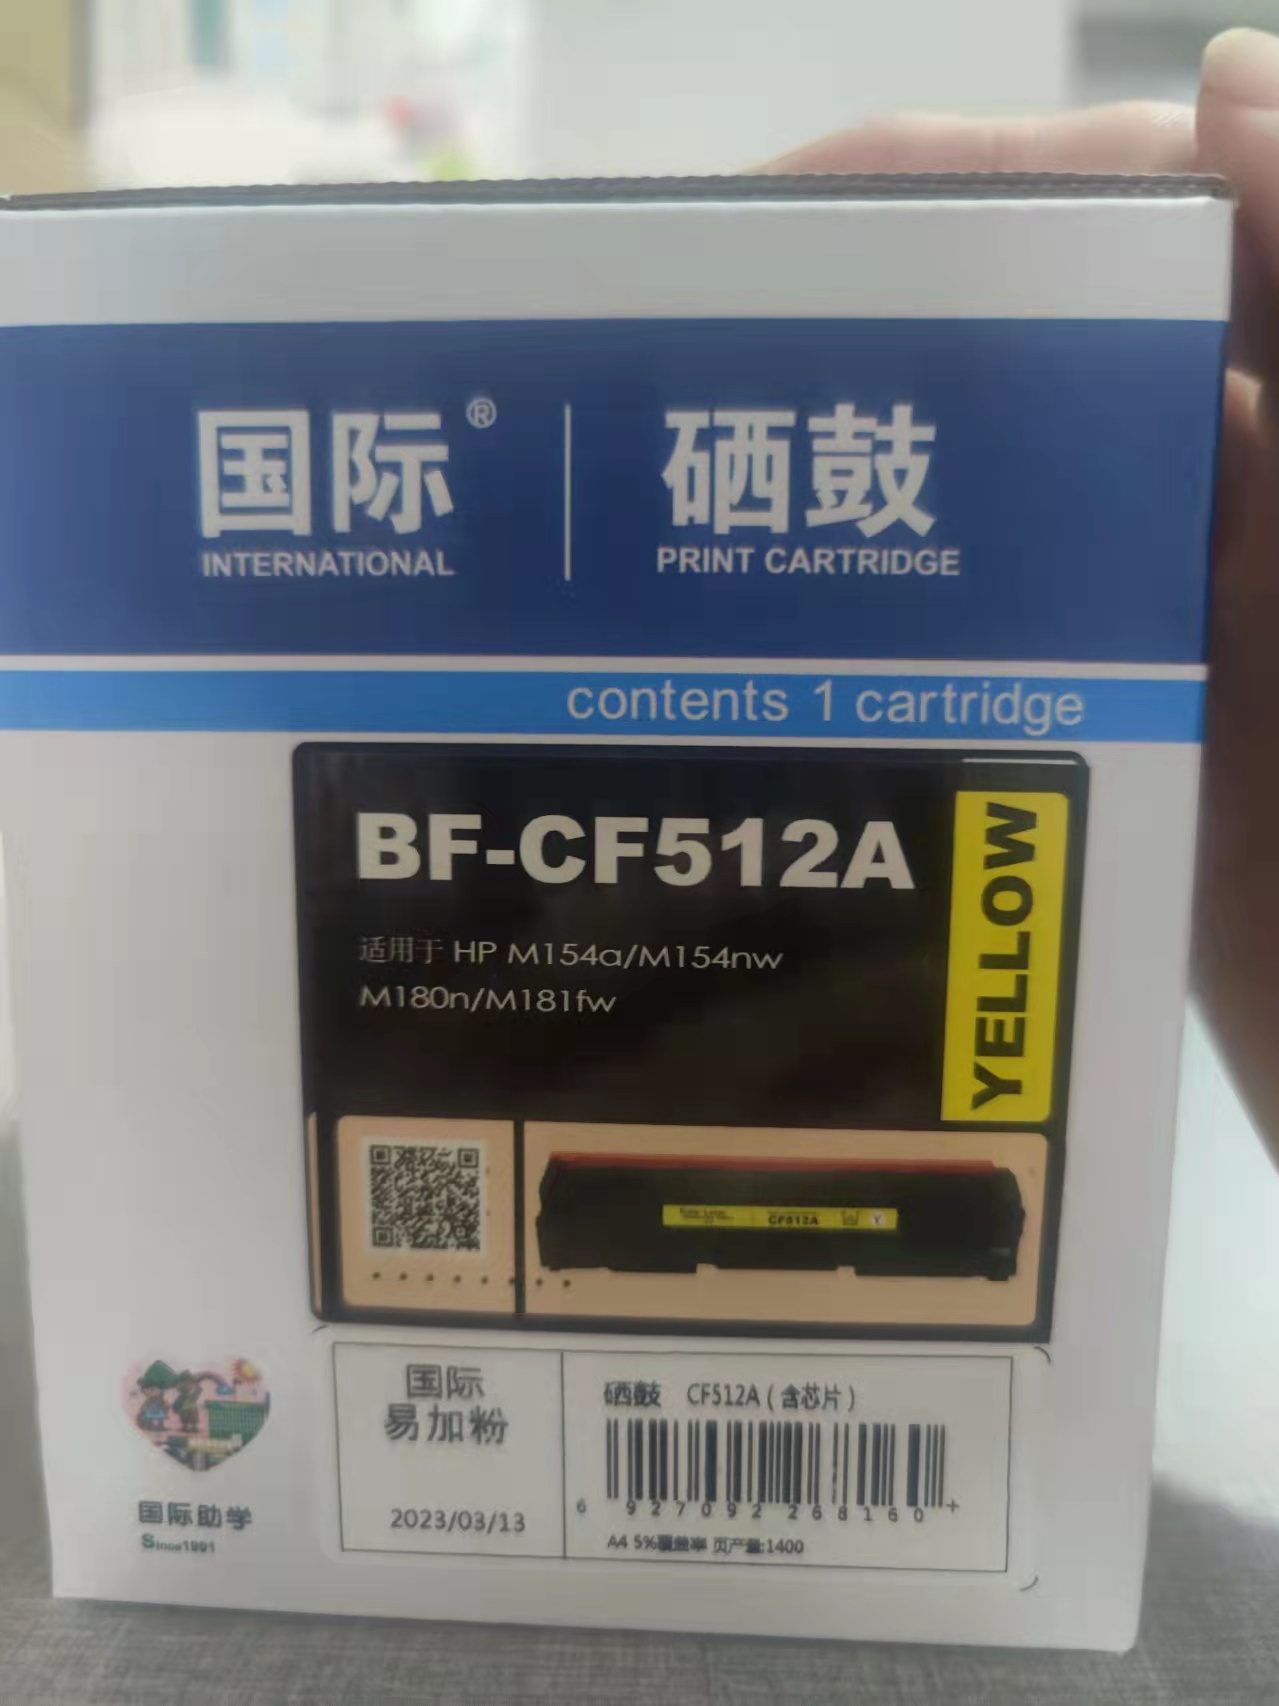 国际® 硒鼓
INTERNATIONAL PRINT CARTRIDGE
contents 1 cartridge
BF-CF512A
YELLOW
适用于 HP M154a/M154nw
M180n/M181fw
CF512A
Y
国际
易加粉
2023/03/13
硒鼓 CF512A（含芯片）
6 927092 268160 +
A4 5%覆盖率 页产量:1400
国际助学
Since1991